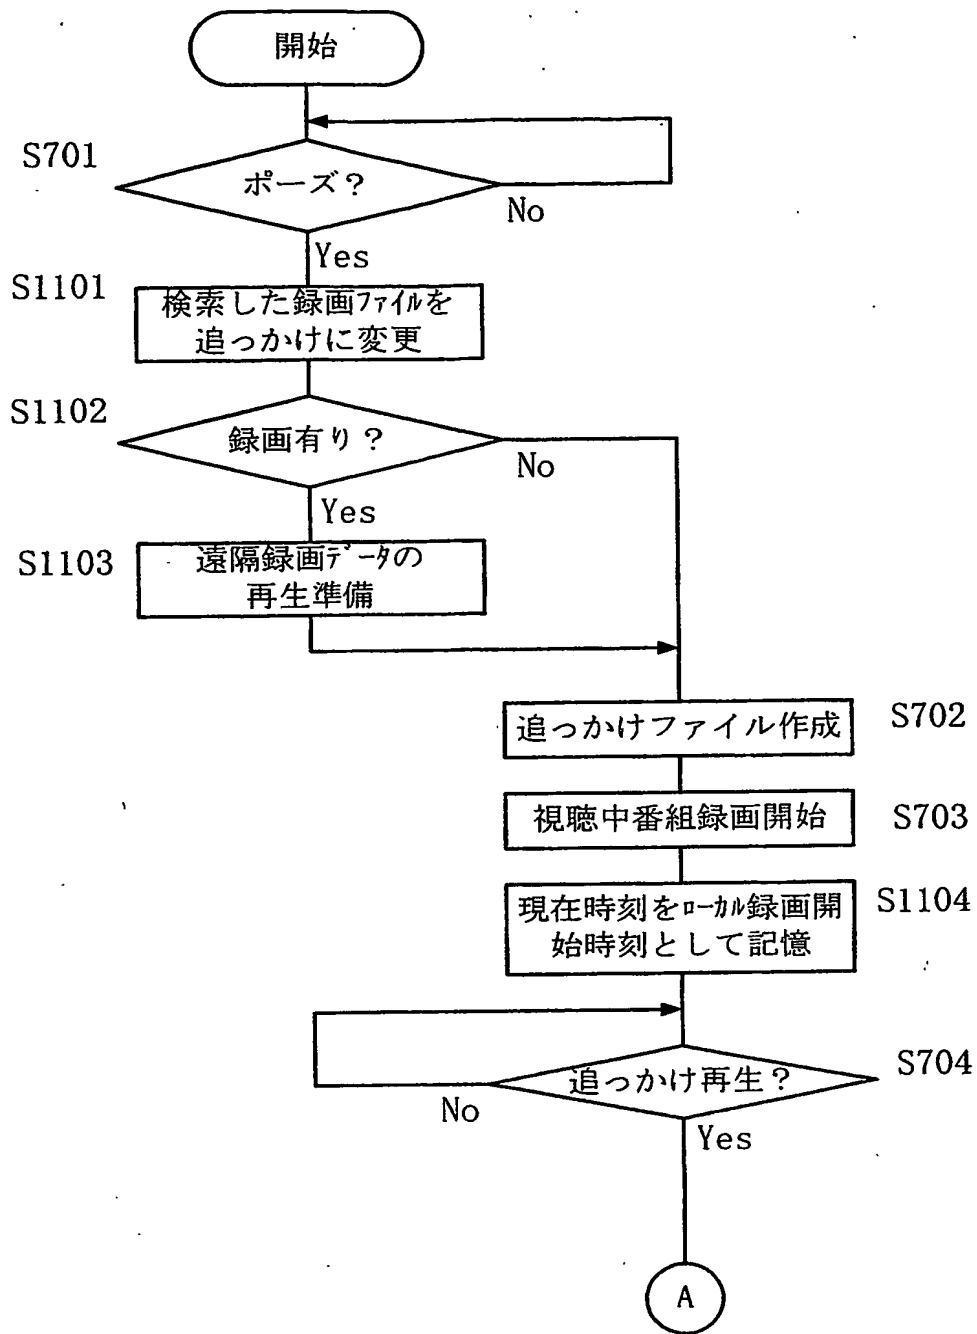 開始
S701
ポーズ?
No
Yes
S1101
検索した録画ファイルを
追っかけに変更
S1102
録画有り?
No
Yes
S1103
遠隔録画データの
再生準備
追っかけファイル作成
S702
視聴中番組録画開始
S703
現在時刻をローカル録画開
始時刻として記憶
S1104
追っかけ再生?
S704
No
Yes
A